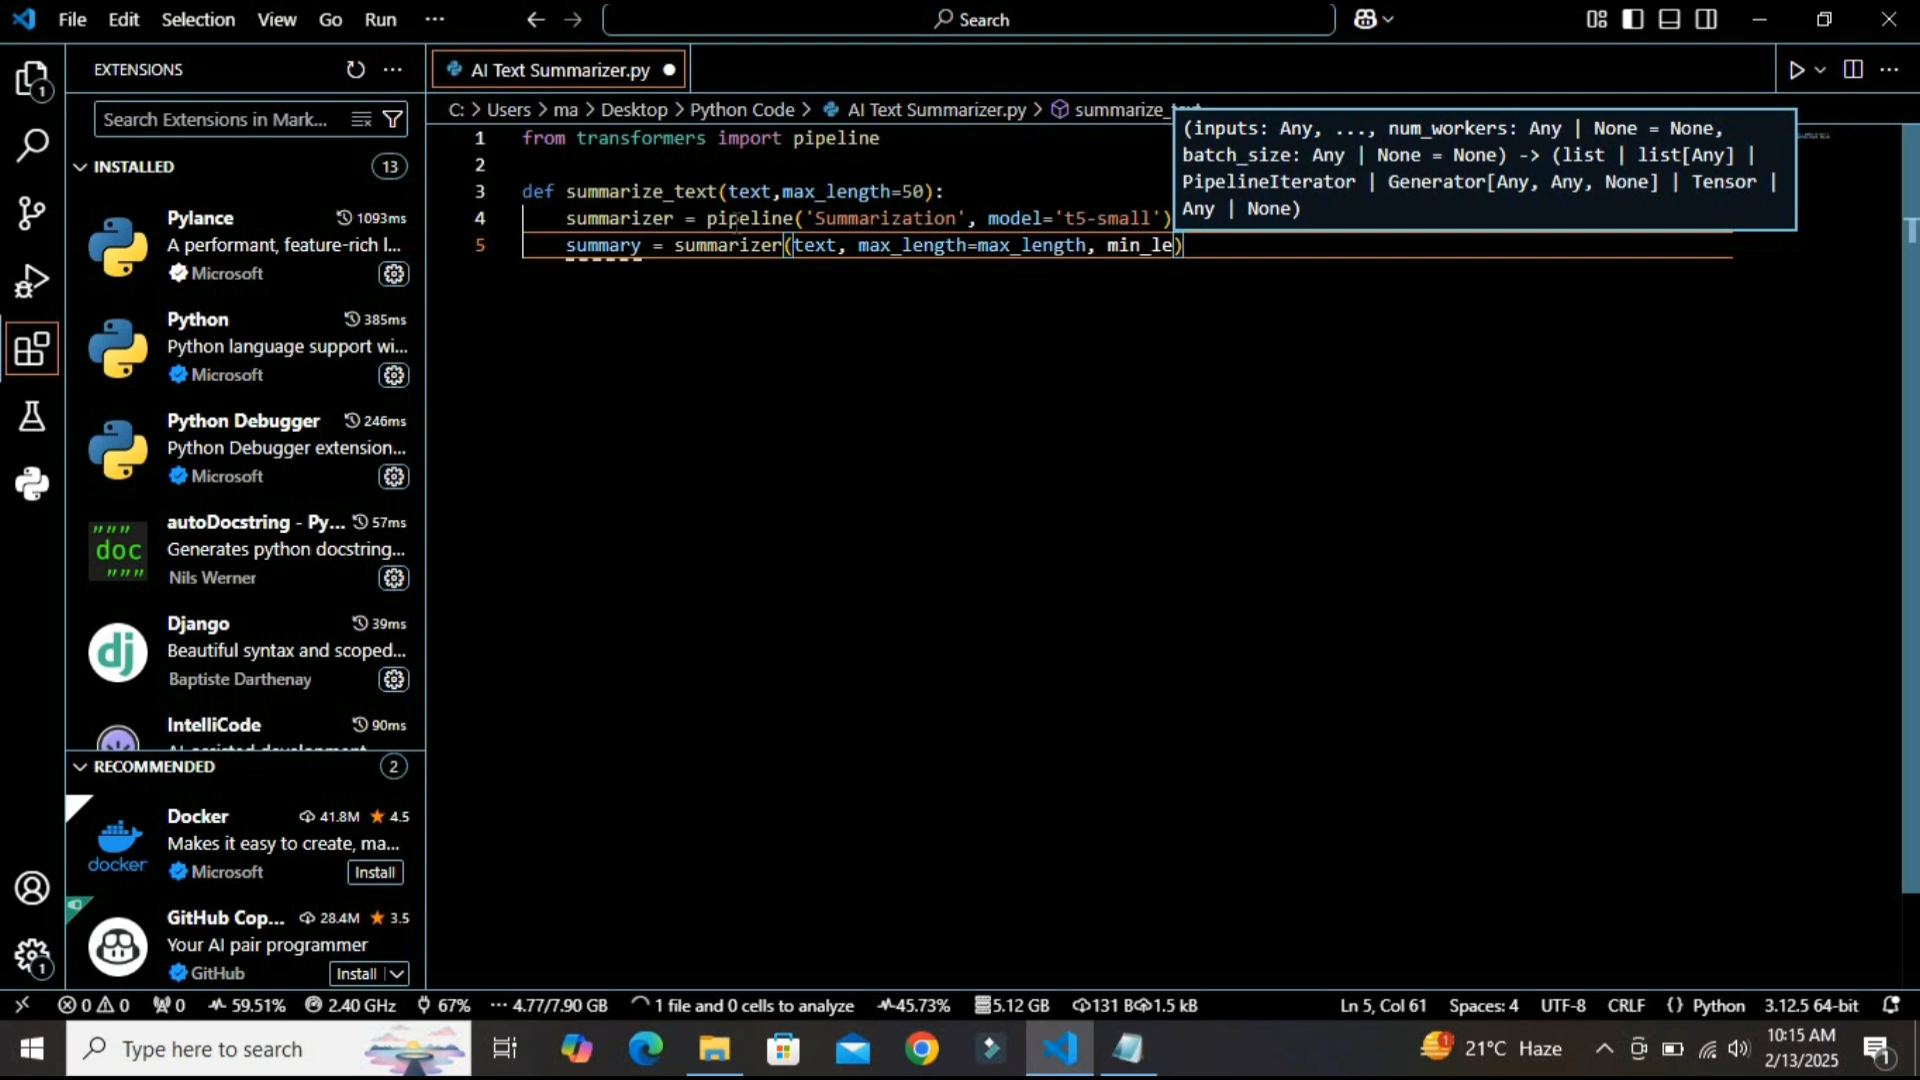 File Edit Selection View Go Run ...
Search
EXTENSIONS
Search Extensions in Mark...
INSTALLED 13
Pylance 1093ms
A performant, feature-rich l...
Microsoft
Python 385ms
Python language support wi...
Microsoft
Python Debugger 246ms
Python Debugger extension...
Microsoft
autoDocstring - Py... 57ms
Generates python docstring...
Nils Werner
Django 39ms
Beautiful syntax and scoped...
Baptiste Darthenay
IntelliCode 90ms
RECOMMENDED 2
Docker 41.8M 4.5
Makes it easy to create, ma...
Microsoft Install
GitHub Cop... 28.4M 3.5
Your AI pair programmer
GitHub Install
AI Text Summarizer.py
C: > Users > ma > Desktop > Python Code > AI Text Summarizer.py > summarize_
1 from transformers import pipeline
2
3 def summarize_text(text,max_length=50):
4 summarizer = pipeline('Summarization', model='t5-small')
5 summary = summarizer(text, max_length=max_length, min_le)
(inputs: Any, ..., num_workers: Any | None = None,
batch_size: Any | None = None) -> (list | list[Any] |
PipelineIterator | Generator[Any, Any, None] | Tensor |
Any | None)
0 0 0 59.51% 2.40 GHz 67% 4.77/7.90 GB 1 file and 0 cells to analyze 45.73% 5.12 GB 131 B 1.5 kB Ln 5, Col 61 Spaces: 4 UTF-8 CRLF {} Python 3.12.5 64-bit
Type here to search
21°C Haze
10:15 AM
2/13/2025